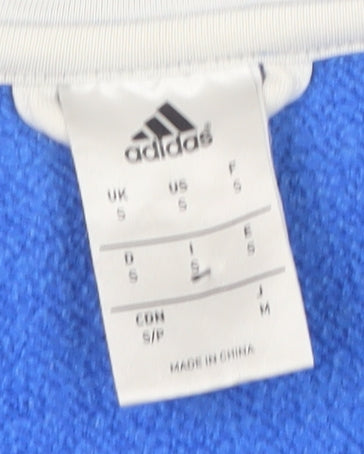 adidas
UK US F
S S S
D I E
S S S
CDN J
S/P M
MADE IN CHINA